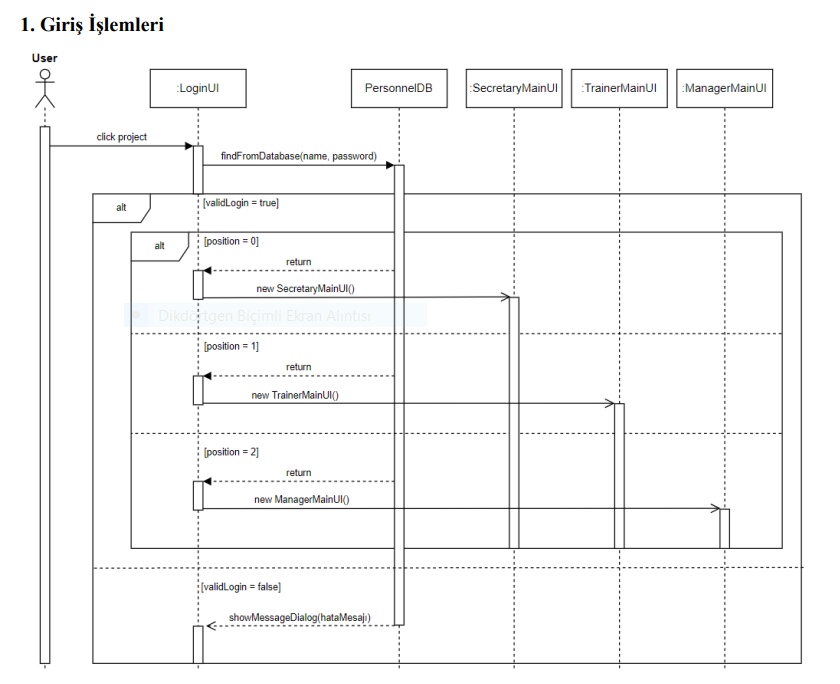 1. Giriş İşlemleri
User
:LoginUI
PersonnelDB
:SecretaryMainUI
:TrainerMainUI
:ManagerMainUI
click project
findFromDatabase(name, password)
alt
[validLogin = true]
alt
[position = 0]
return
new SecretaryMainUI()
Dikdörtgen Biçimli Ekran Alıntısı
[position = 1]
return
new TrainerMainUI()
[position = 2]
return
new ManagerMainUI()
[validLogin = false]
showMessageDialog(hataMesajı)